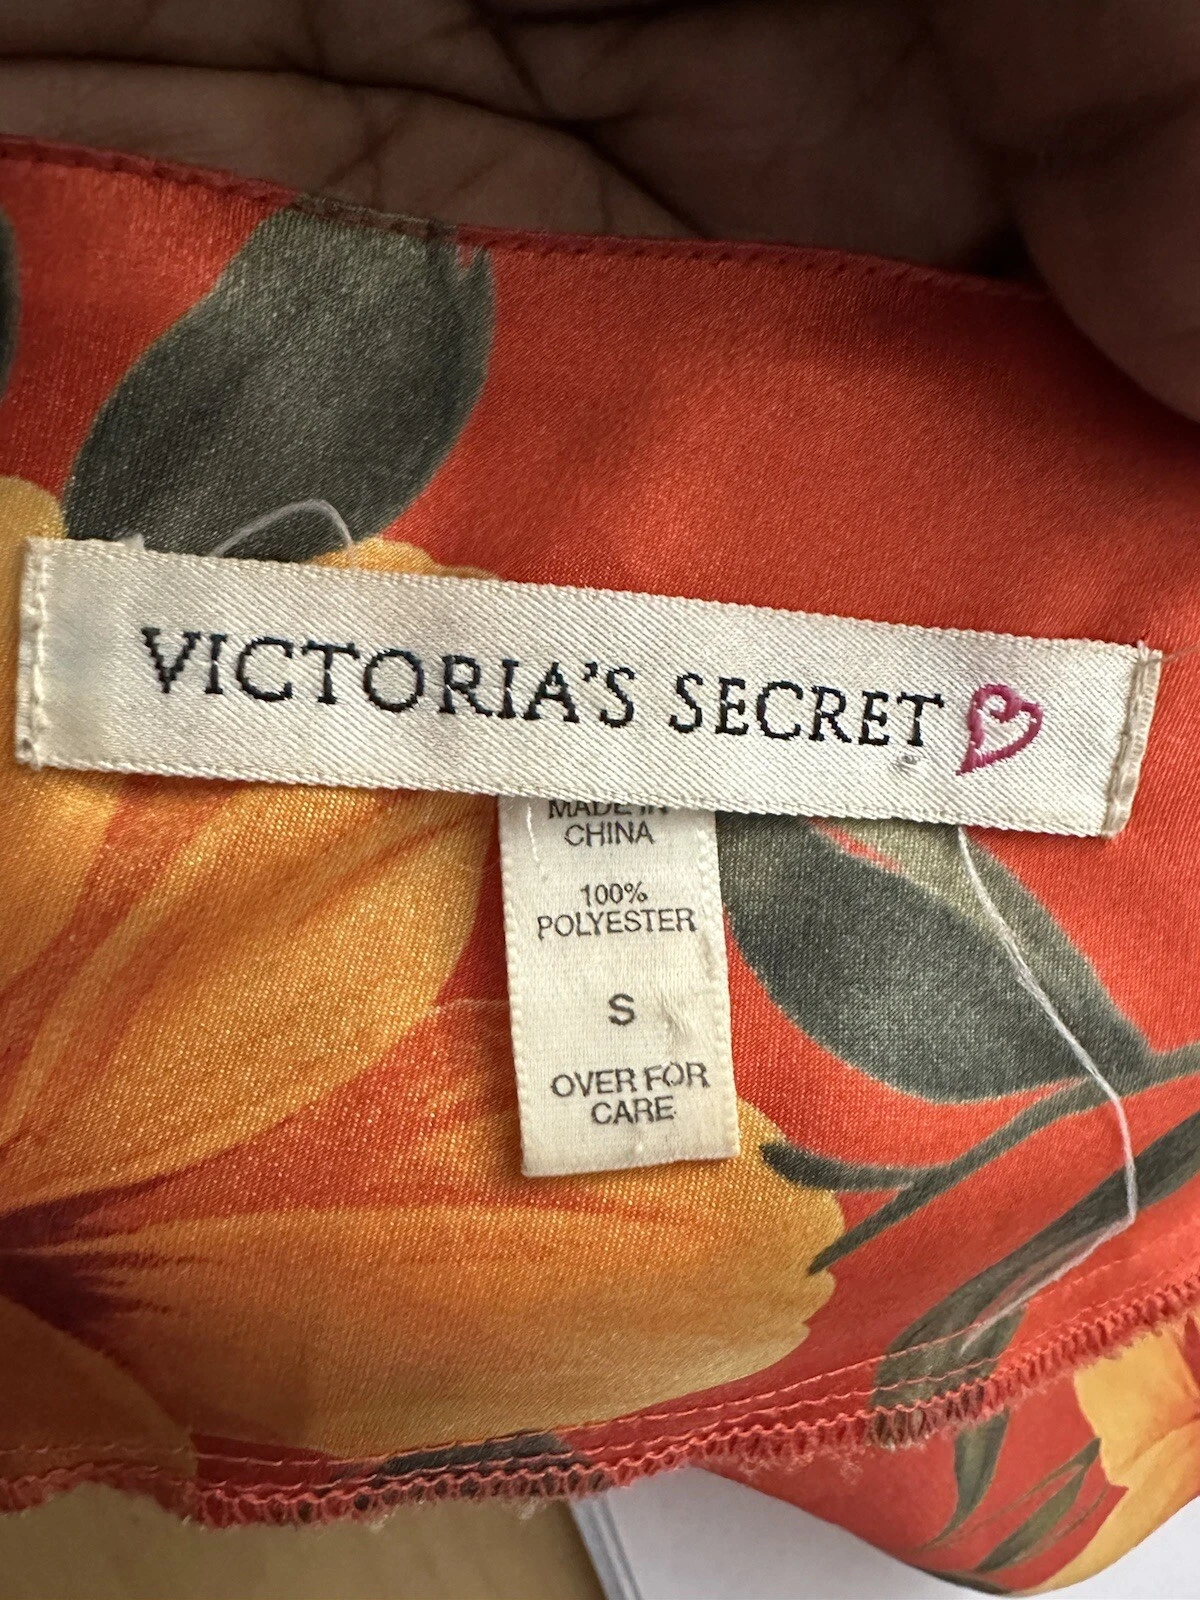 VICTORIA'S SECRET
MADE IN
CHINA
100%
POLYESTER
S
OVER FOR
CARE